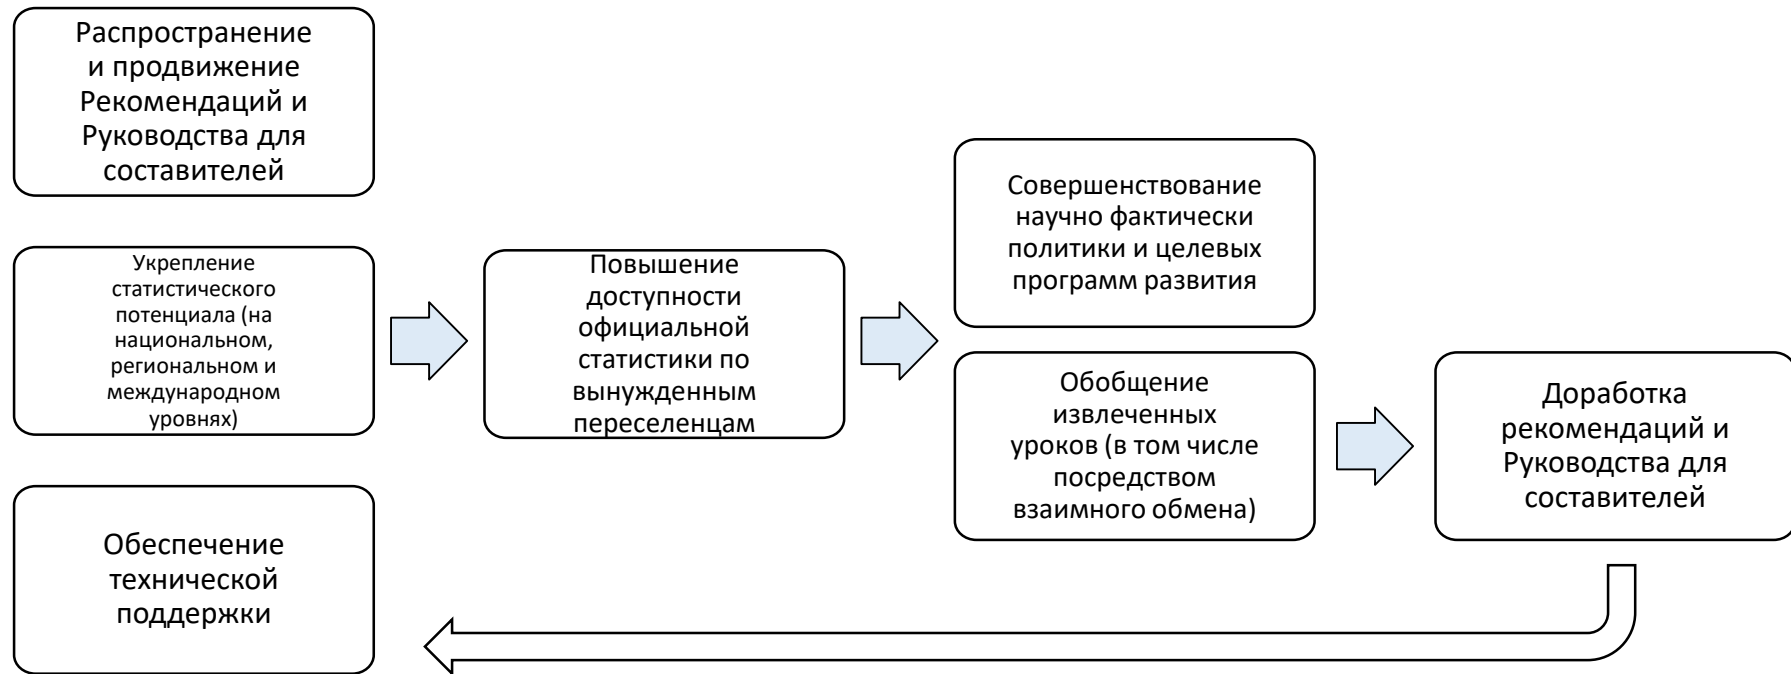 Распространение
и продвижение
Рекомендаций и
Руководства для
составителей
Укрепление
статистического
потенциала (на
национальном,
региональном и
международном
уровнях)
Обеспечение
технической
поддержки
Повышение
доступности
официальной
статистики по
вынужденным
переселенцам
Совершенствование
научно фактически
политики и целевых
программ развития
Обобщение
извлеченных
уроков (в том числе
посредством
взаимного обмена)
Доработка
рекомендаций и
Руководства для
составителей